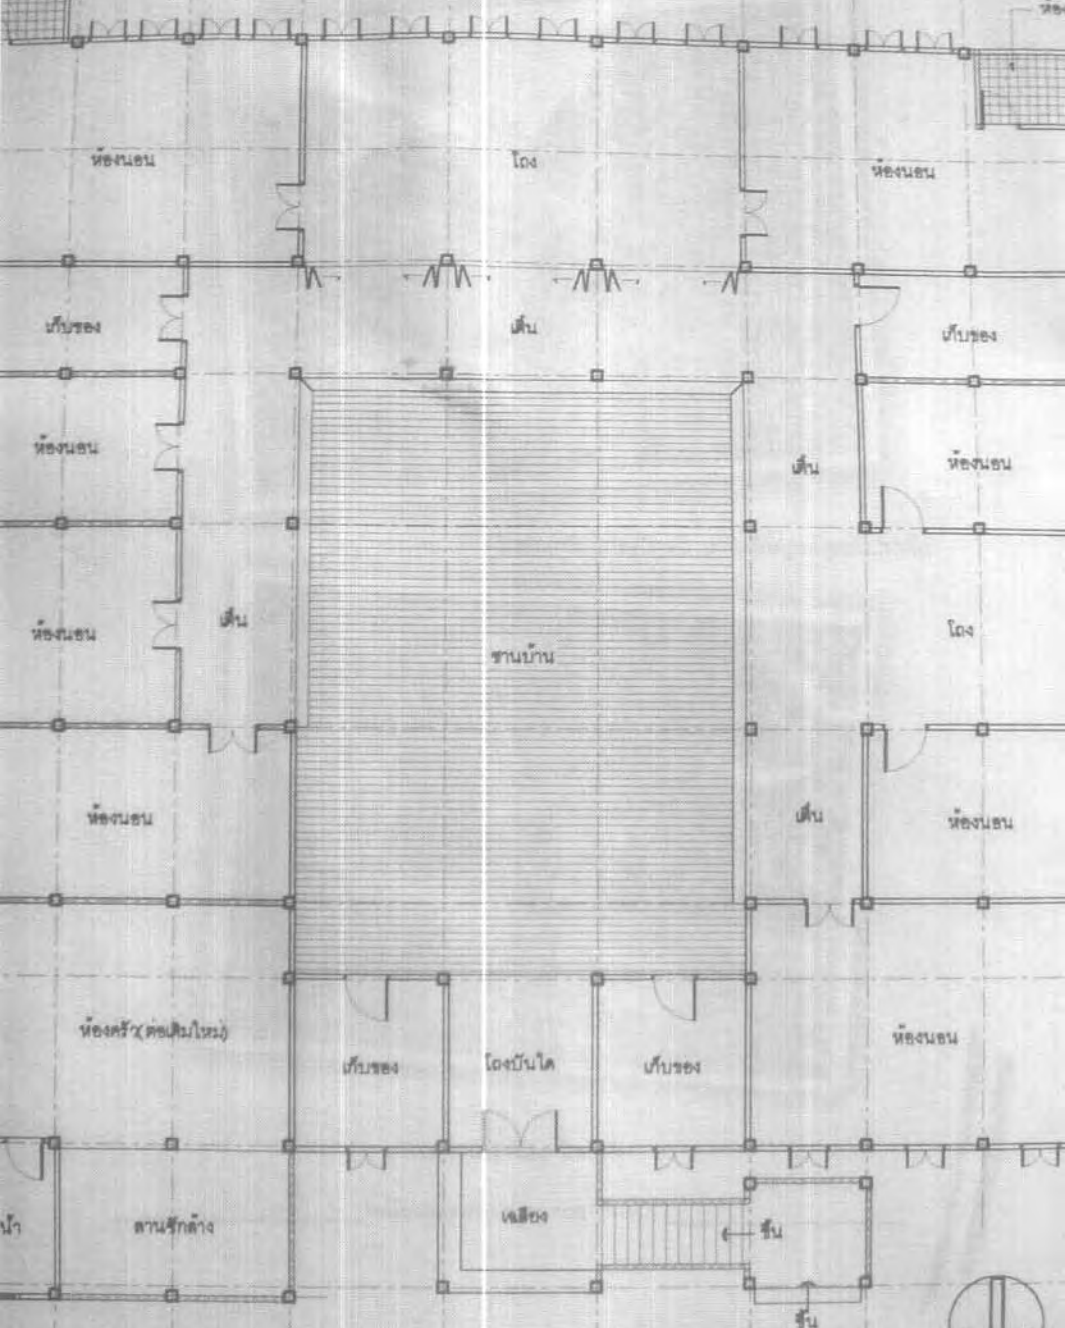 ห้องนอน
โถง
ห้องนอน
เก็บของ
เติ๋น
เก็บของ
ห้องนอน
เติ๋น
ห้องนอน
ห้องนอน
เติ๋น
ชานบ้าน
โถง
ห้องนอน
เติ๋น
ห้องนอน
ห้องครัว(ต่อเติมใหม่)
เก็บของ
โถงบันได
เก็บของ
ห้องนอน
น้ำ
ลานซักล้าง
เฉลียง
ขึ้น
ขึ้น